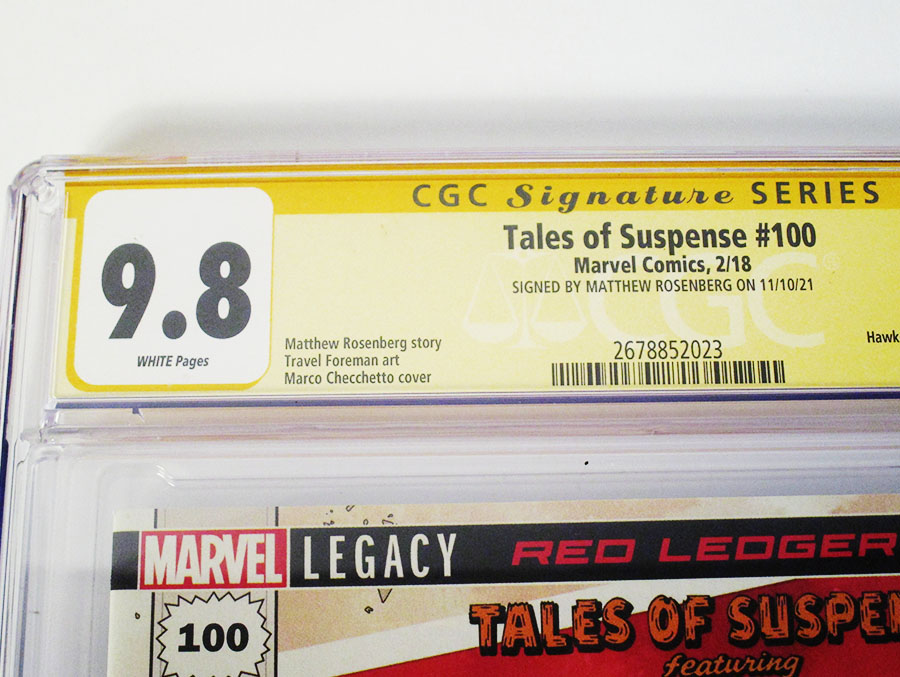 CGC Signature SERIES
9.8
WHITE Pages
Tales of Suspense #100
Marvel Comics, 2/18
SIGNED BY MATTHEW ROSENBERG ON 11/10/21
CGC®
Matthew Rosenberg story
Travel Foreman art
Marco Checchetto cover
2678852023
Hawk
MARVEL LEGACY RED LEDGER
100
TALES OF SUSPEN
featuring